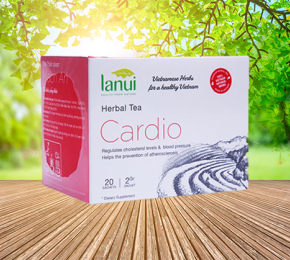 lanui
Vietnamese Herbs
for a healthy Vietnam
Herbal Tea
Cardio
Regulates cholesterol levels & blood pressure
Helps the prevention of atherosclerosis
20
2Gr
* Dietary Supplement